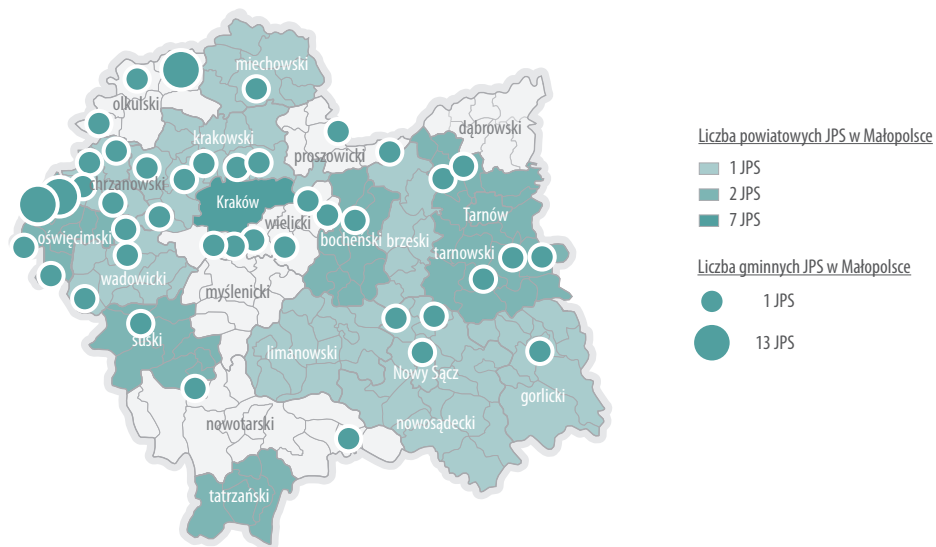 miechowski
olkulski
dąbrowski
krakowski
proszowicki
chrzanowski
Kraków
Tarnów
wielicki
oświęcimski
bocheński
brzeski
tarnowski
wadowicki
myślenicki
suski
limanowski
Nowy Sącz
gorlicki
nowotarski
nowosądecki
tatrzański
Liczba powiatowych JPS w Małopolsce
1 JPS
2 JPS
7 JPS
Liczba gminnych JPS w Małopolsce
1 JPS
13 JPS